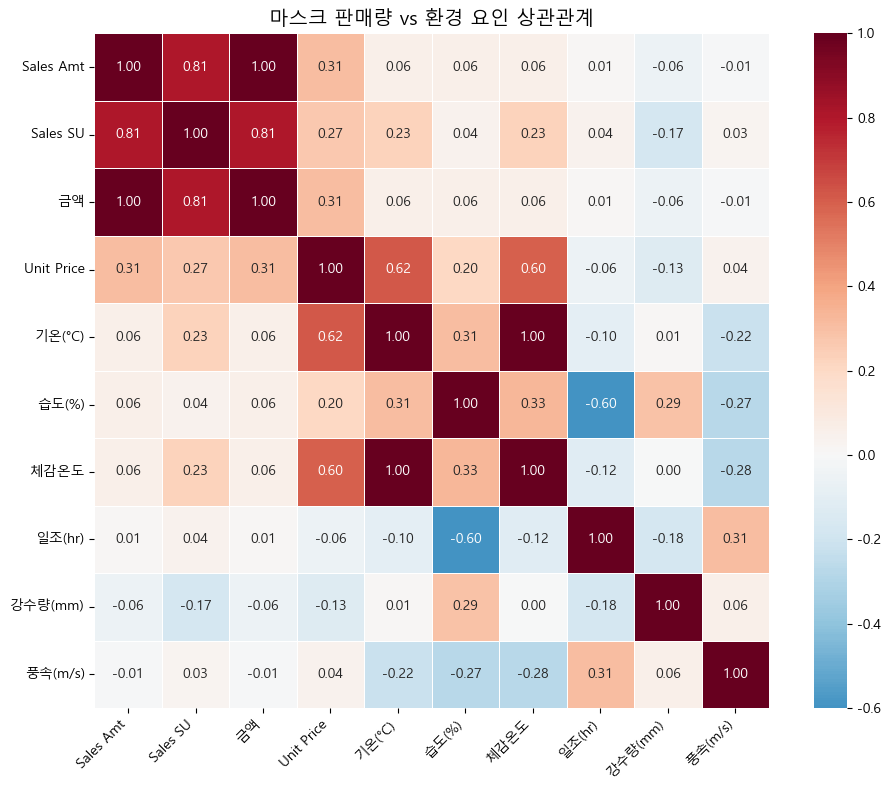 마스크 판매량 vs 환경 요인 상관관계
Sales Amt 1.00 0.81 1.00 0.31 0.06 0.06 0.06 0.01 -0.06 -0.01
Sales SU 0.81 1.00 0.81 0.27 0.23 0.04 0.23 0.04 -0.17 0.03
금액 1.00 0.81 1.00 0.31 0.06 0.06 0.06 0.01 -0.06 -0.01
Unit Price 0.31 0.27 0.31 1.00 0.62 0.20 0.60 -0.06 -0.13 0.04
기온(°C) 0.06 0.23 0.06 0.62 1.00 0.31 1.00 -0.10 0.01 -0.22
습도(%) 0.06 0.04 0.06 0.20 0.31 1.00 0.33 -0.60 0.29 -0.27
체감온도 0.06 0.23 0.06 0.60 1.00 0.33 1.00 -0.12 0.00 -0.28
일조(hr) 0.01 0.04 0.01 -0.06 -0.10 -0.60 -0.12 1.00 -0.18 0.31
강수량(mm) -0.06 -0.17 -0.06 -0.13 0.01 0.29 0.00 -0.18 1.00 0.06
풍속(m/s) -0.01 0.03 -0.01 0.04 -0.22 -0.27 -0.28 0.31 0.06 1.00
Sales Amt Sales SU 금액 Unit Price 기온(°C) 습도(%) 체감온도 일조(hr) 강수량(mm) 풍속(m/s)
1.0
0.8
0.6
0.4
0.2
0.0
-0.2
-0.4
-0.6